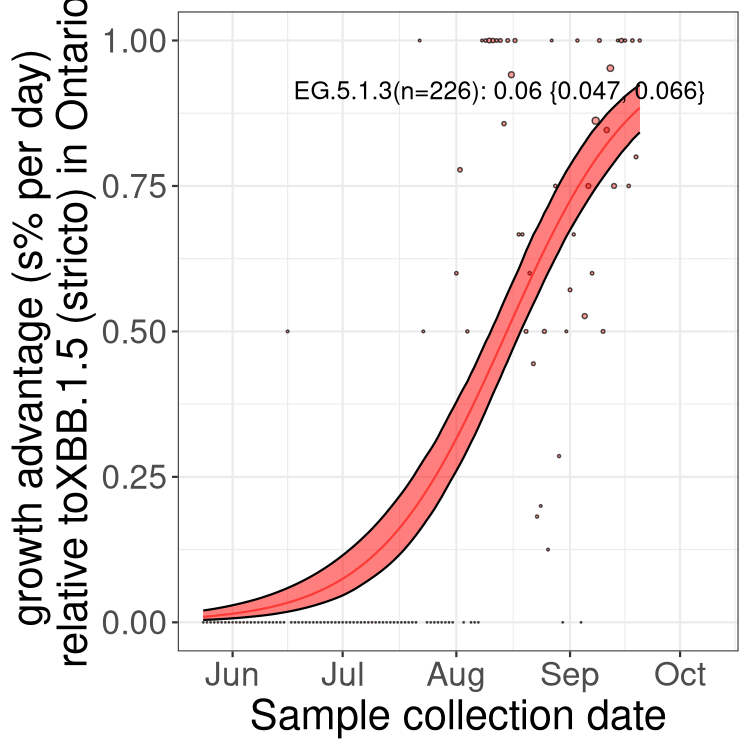 growth advantage (s% per day)
relative toXBB.1.5 (stricto) in Ontario
1.00
0.75
0.50
0.25
0.00
EG.5.1.3(n=226): 0.06 {0.047, 0.066}
Jun Jul Aug Sep Oct
Sample collection date